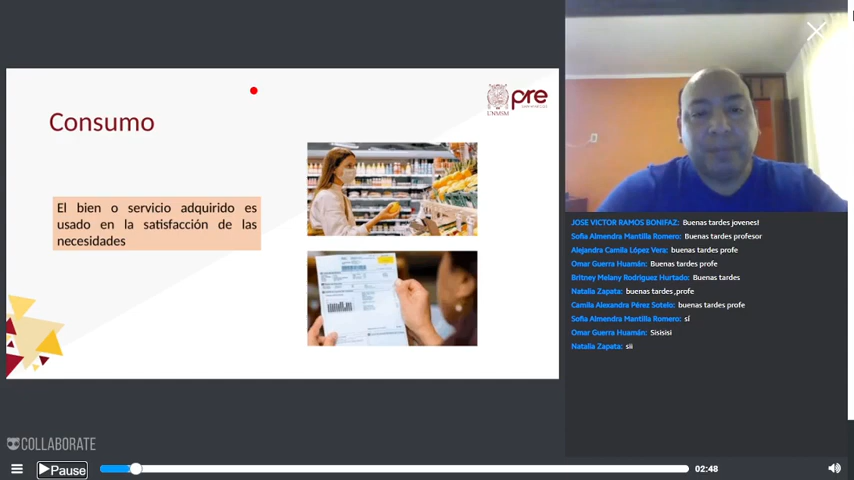 Consumo
UNMSM
pre
El bien o servicio adquirido es
usado en la satisfacción de las
necesidades
JOSE VICTOR RAMOS BONIFAZ: Buenas tardes jovenes!
Sofia Almendra Mantilla Romero: Buenas tardes profesor
Alejandra Camila López Vera: buenas tardes profe
Omar Guerra Huamán: Buenas tardes profe
Britney Melany Rodriguez Hurtado: Buenas tardes
Natalia Zapata: buenas tardes,profe
Camila Alexandra Pérez Sotelo: buenas tardes profe
Sofia Almendra Mantilla Romero: sí
Omar Guerra Huamán: Sisisisi
Natalia Zapata: sii
COLLABORATE
Pause
02:48